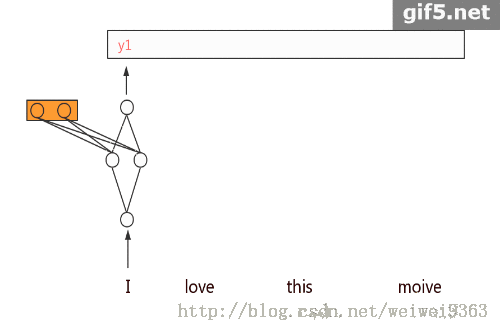 gif5.net
y1
I love this moive
http://blog.csdn.net/weiwei9363